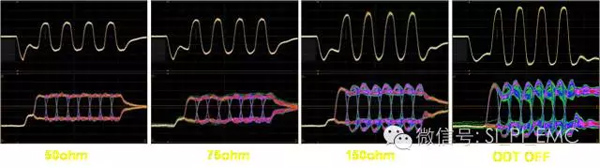 微信号: SI_PI_EMC
50ohm
75ohm
150ohm
ODT OFF